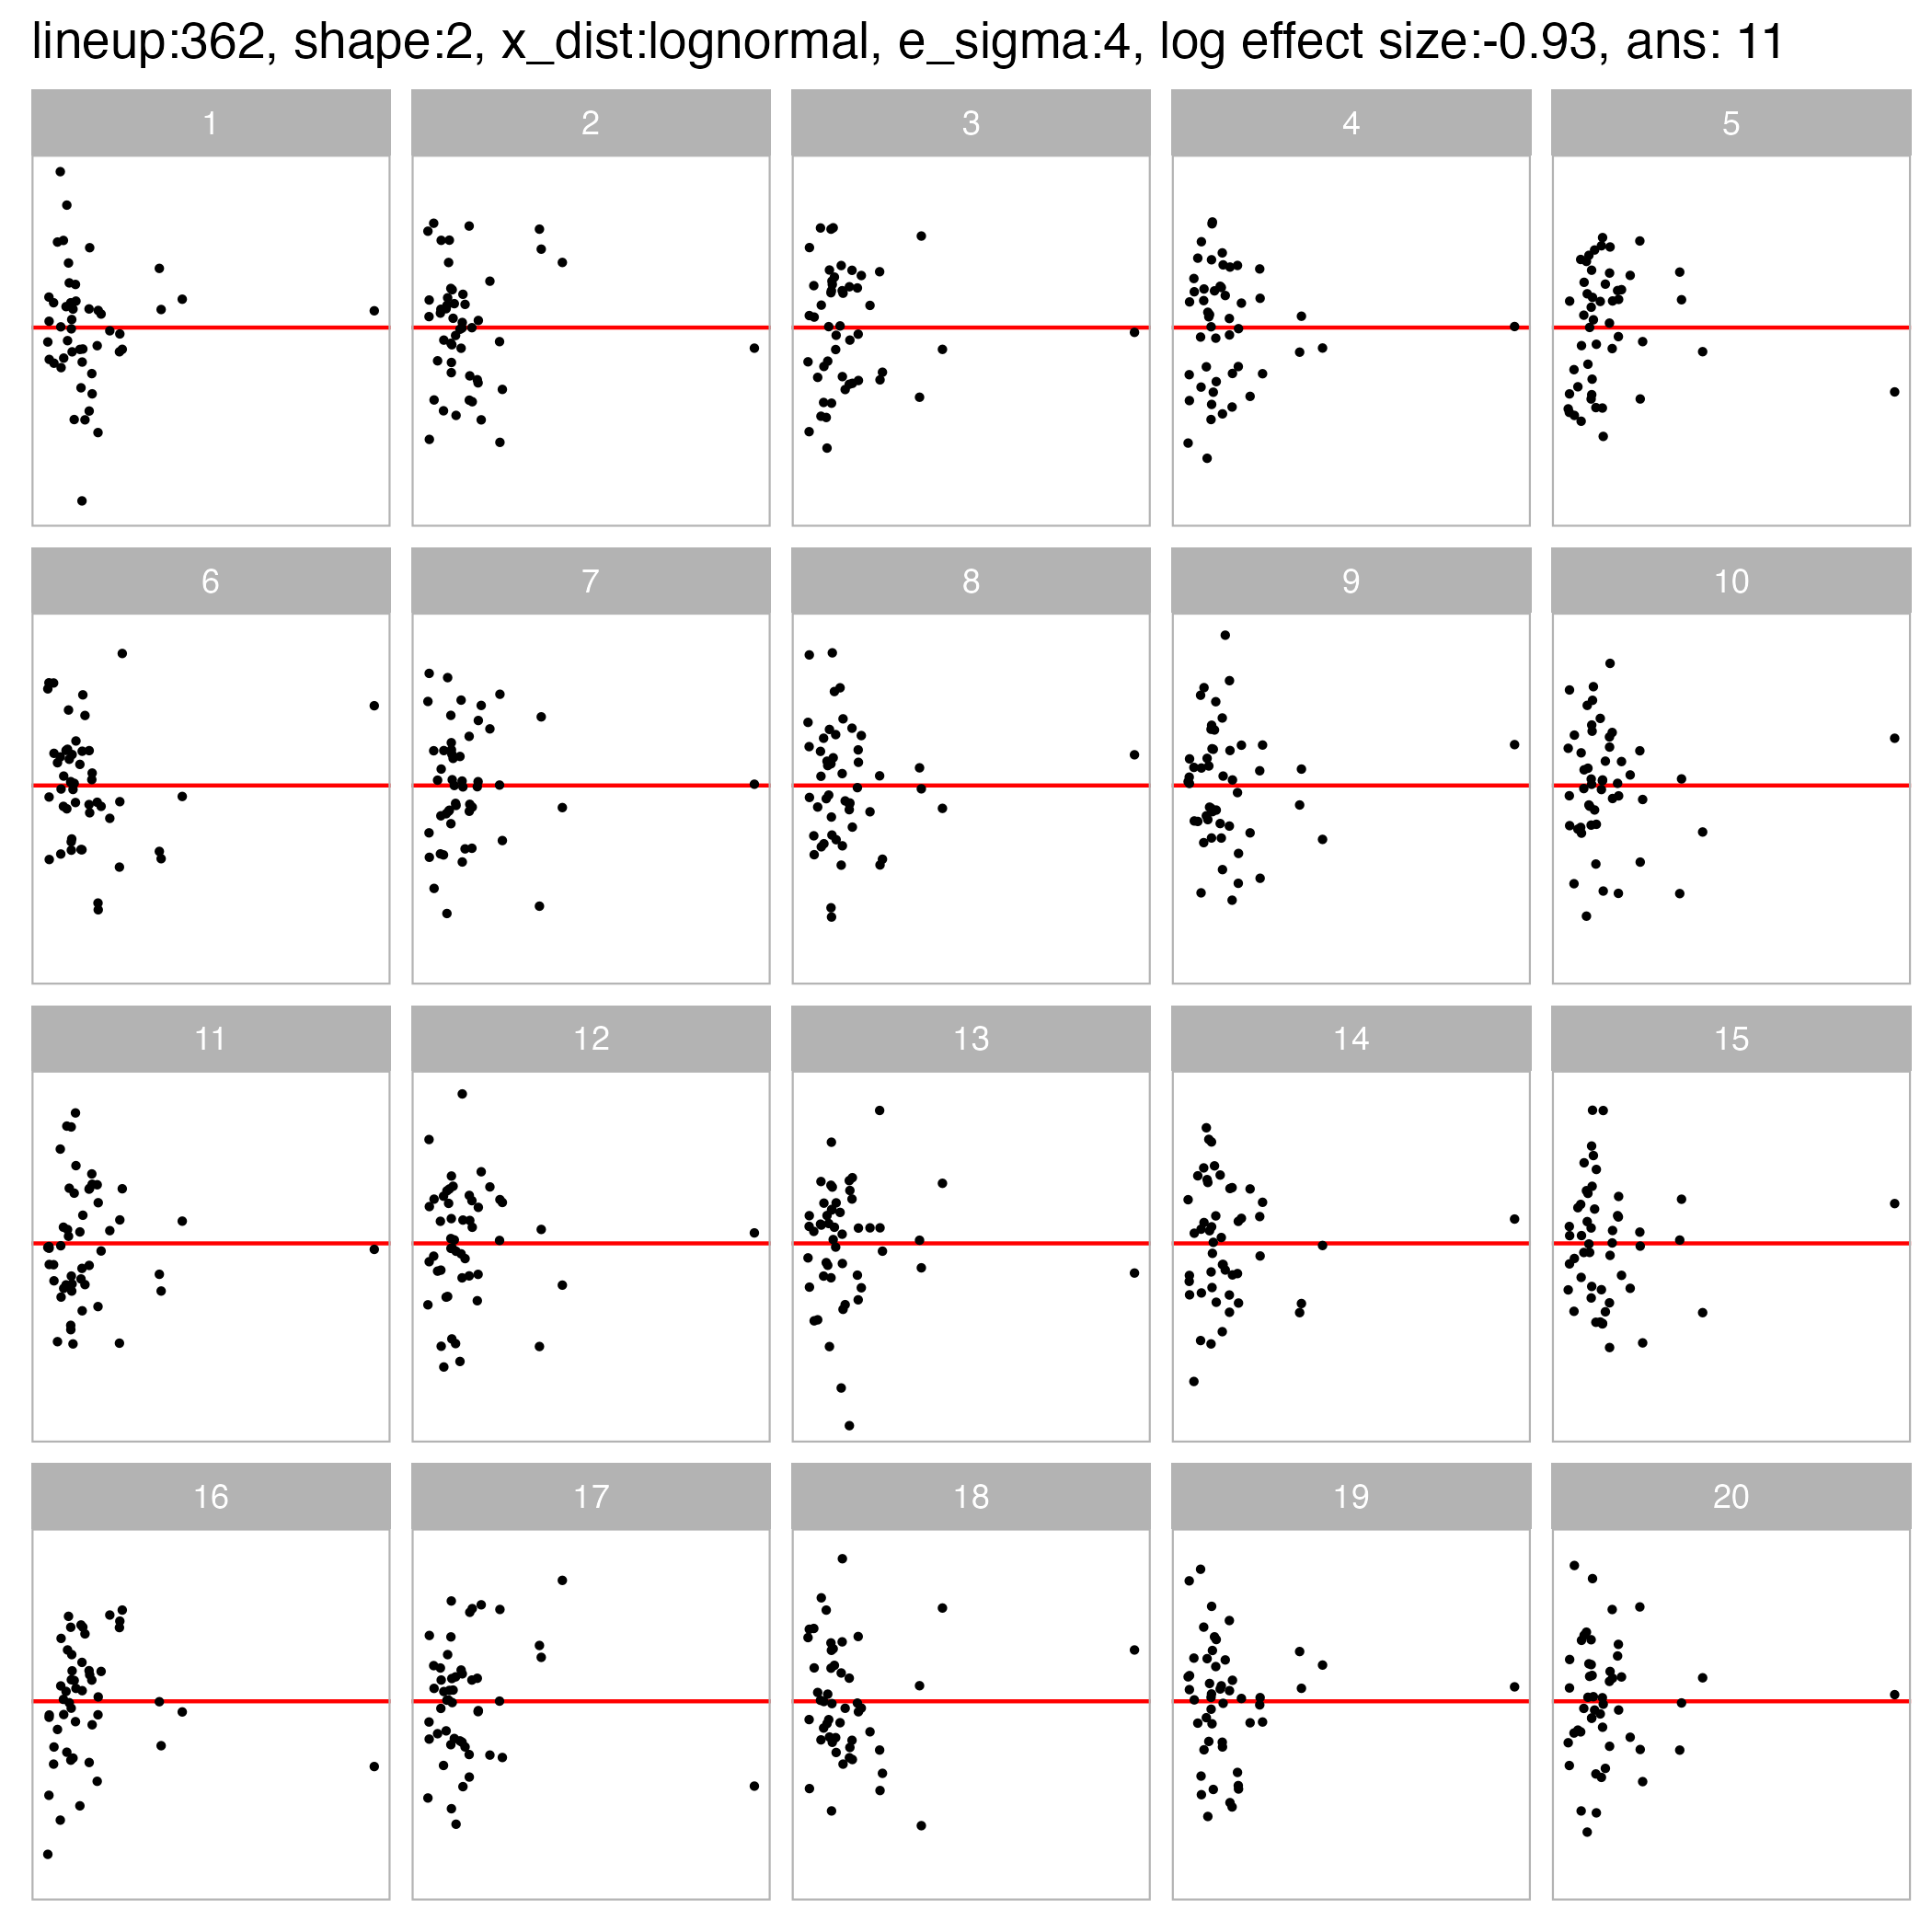 lineup:362, shape:2, x_dist:lognormal, e_sigma:4, log effect size:-0.93, ans: 11
1 2 3 4 5
6 7 8 9 10
11 12 13 14 15
16 17 18 19 20